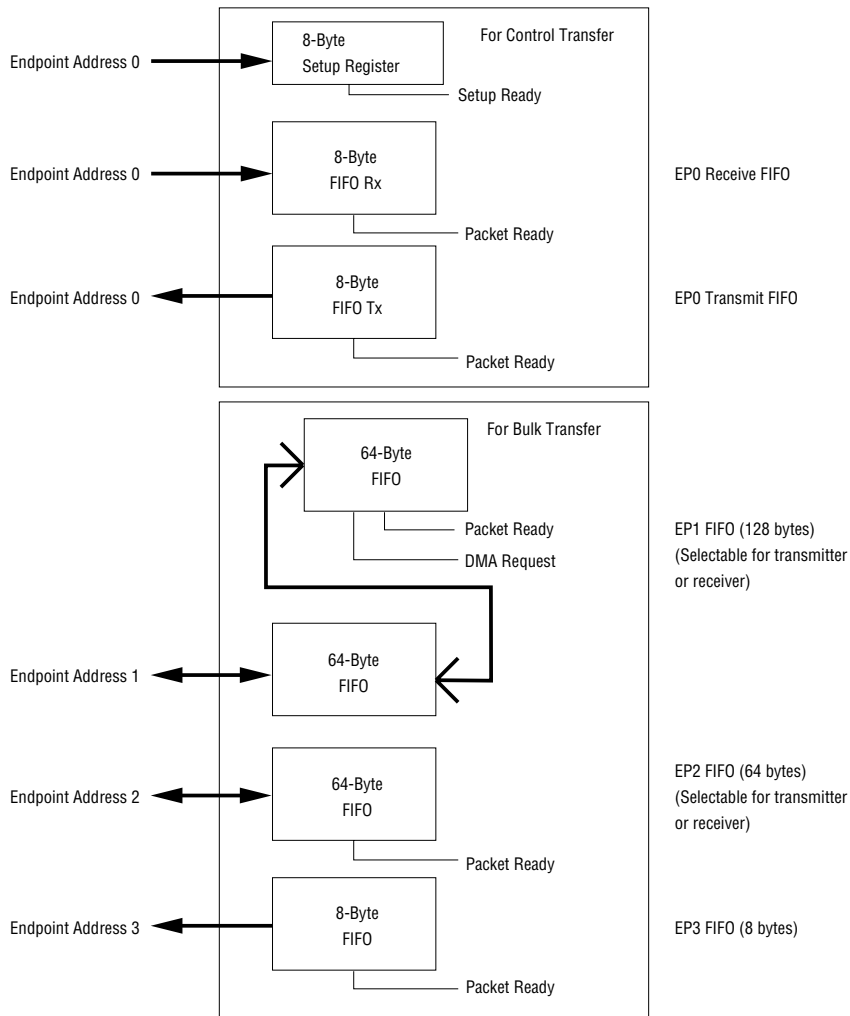 For Control Transfer
8-Byte
Setup Register
Endpoint Address 0
Setup Ready
8-Byte
FIFO Rx
Endpoint Address 0
EP0 Receive FIFO
Packet Ready
8-Byte
FIFO Tx
Endpoint Address 0
EP0 Transmit FIFO
Packet Ready
For Bulk Transfer
64-Byte
FIFO
Packet Ready
DMA Request
EP1 FIFO (128 bytes)
(Selectable for transmitter
or receiver)
Endpoint Address 1
64-Byte
FIFO
Endpoint Address 2
64-Byte
FIFO
EP2 FIFO (64 bytes)
(Selectable for transmitter
or receiver)
Packet Ready
Endpoint Address 3
8-Byte
FIFO
EP3 FIFO (8 bytes)
Packet Ready